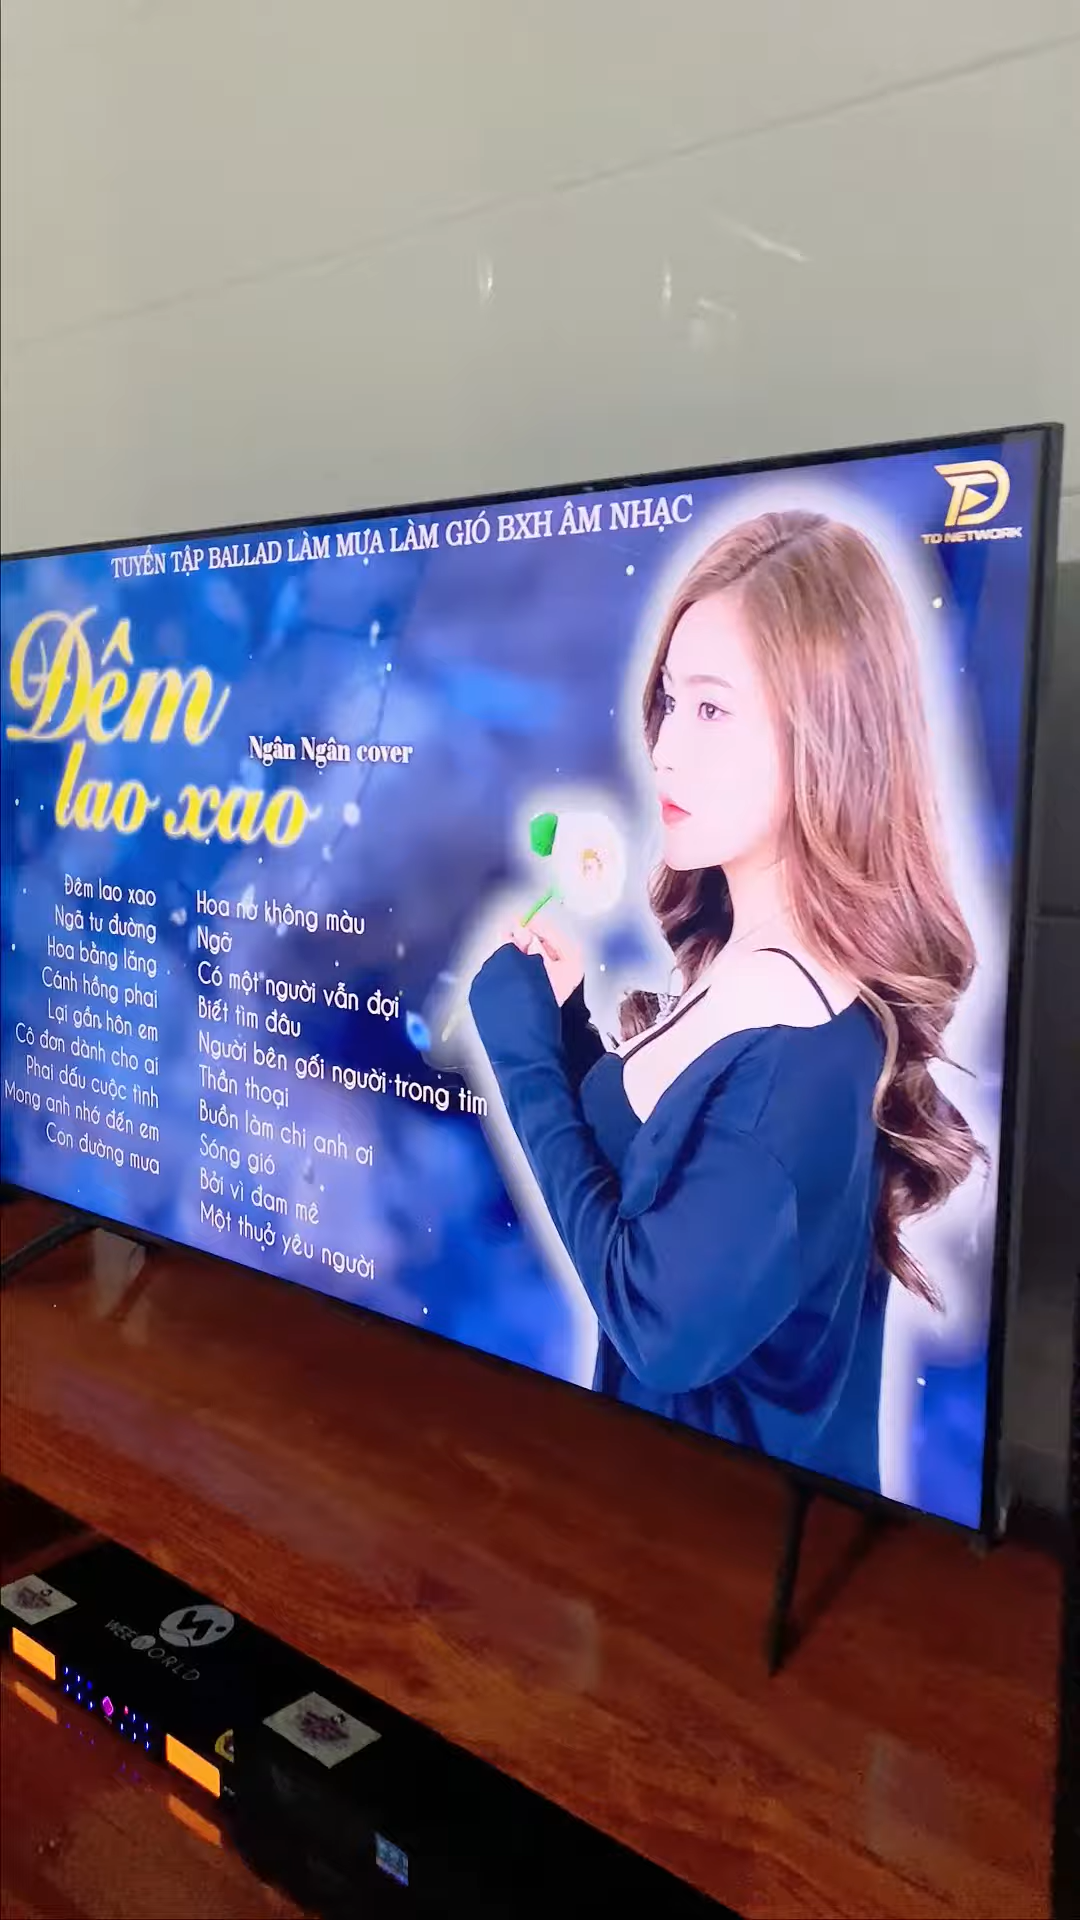 TUYỂN TẬP BALLAD LÀM MƯA LÀM GIÓ BXH ÂM NHẠC
TD NETWORK
Đêm
lao xao
Ngân Ngân cover
Đêm lao xao
Ngã tư đường
Hoa bằng lăng
Cánh hồng phai
Lại gần hôn em
Cô đơn dành cho ai
Phai dấu cuộc tình
Mong anh nhớ đến em
Con đường mưa
Hoa nở không màu
Ngỡ
Có một người vẫn đợi
Biết tìm đâu
Người bên gối người trong tim
Thần thoại
Buồn làm chi anh ơi
Sóng gió
Bởi vì đam mê
Một thuở yêu người
WEEWORLD